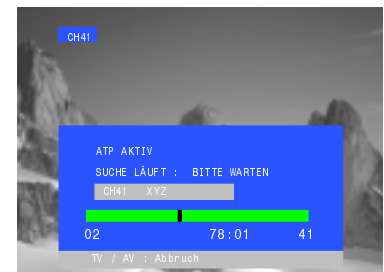 CH41
ATP AKTIV
SUCHE LÄUFT : BITTE WARTEN
CH41 XYZ
02 78:01 41
TV / AV : Abbruch